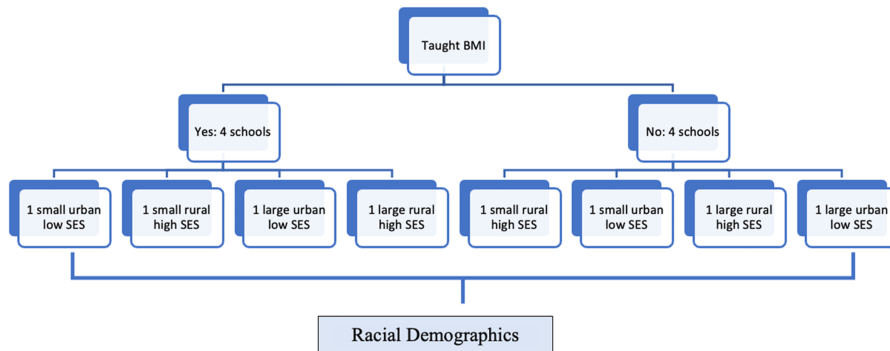 Taught BMI
Yes: 4 schools
No: 4 schools
1 small urban
low SES
1 small rural
high SES
1 large urban
low SES
1 large rural
high SES
1 small rural
high SES
1 small urban
low SES
1 large rural
high SES
1 large urban
low SES
Racial Demographics